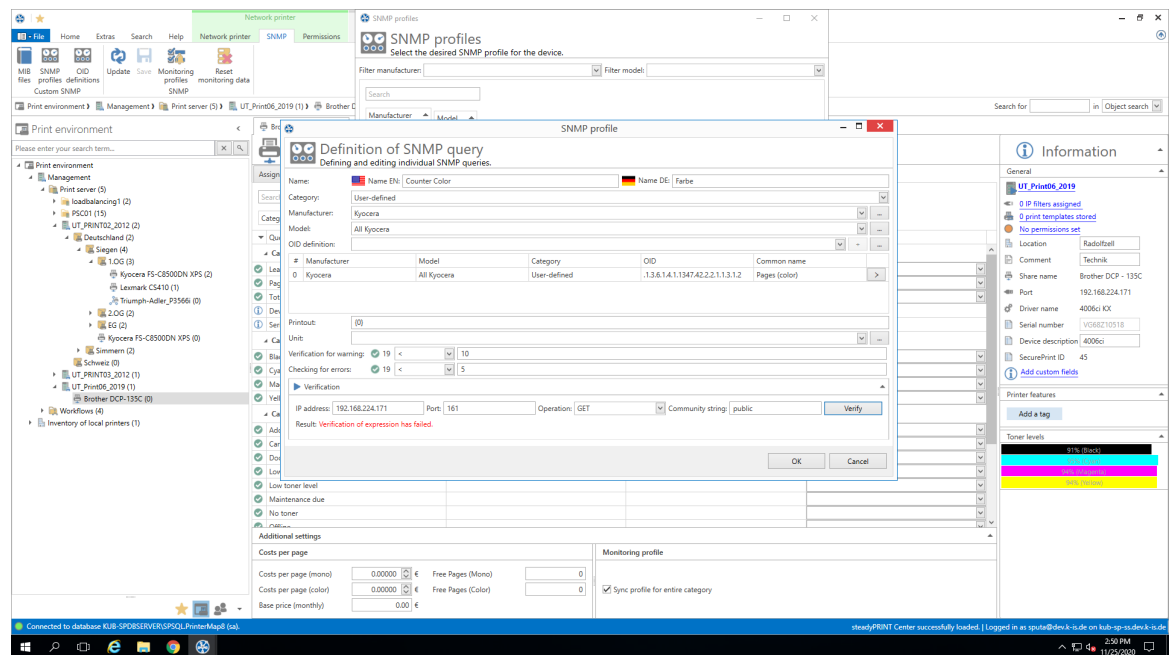 Network printer
SNMP profiles
File Home Extras Search Help Network printer SNMP Permissions
SNMP profiles
Select the desired SNMP profile for the device.
MIB files
SNMP profiles
OID definitions
Update
Save
Monitoring profiles
Reset monitoring data
Custom SNMP
SNMP
Filter manufacturer:
Filter model:
Search
Manufacturer Model
Print environment Management Print server (5) UT_Print06_2019 (1) Brother
Search for
in Object search
Print environment
Please enter your search term...
Print environment
Management
Print server (5)
loadbalancing1 (2)
PSC01 (15)
UT_PRINT02_2012 (2)
Deutschland (2)
Siegen (4)
1.OG (3)
Kyocera FS-C8500DN XPS (2)
Lexmark CS410 (1)
Triumph-Adler_P3566i (0)
2.OG (2)
EG (2)
Kyocera FS-C8500DN XPS (0)
Simmern (2)
Schweiz (0)
UT_PRINT03_2012 (1)
UT_Print06_2019 (1)
Brother DCP-135C (0)
Workflows (4)
Inventory of local printers (1)
SNMP profile
Definition of SNMP query
Defining and editing individual SNMP queries.
Name: Name EN: Counter Color Name DE: Farbe
Category: User-defined
Manufacturer: Kyocera
Model: All Kyocera
OID definition:
# Manufacturer Model Category OID Common name
0 Kyocera All Kyocera User-defined .1.3.6.1.4.1.1347.42.2.2.1.1.3.1.2 Pages (color)
Printout: {0}
Unit:
Verification for warning: 19 < 10
Checking for errors: 19 < 5
Verification
IP address: 192.168.224.171 Port: 161 Operation: GET Community string: public Verify
Result: Verification of expression has failed.
OK Cancel
Low toner level
Maintenance due
No toner
Offline
Additional settings
Costs per page
Monitoring profile
Costs per page (mono) 0.00000 € Free Pages (Mono) 0
Costs per page (color) 0.00000 € Free Pages (Color) 0
Sync profile for entire category
Base price (monthly) 0.00 €
Information
General
UT_Print06_2019
0 IP filters assigned
0 print templates stored
No permissions set
Location Radolfzell
Comment Technik
Share name Brother DCP - 135C
Port 192.168.224.171
Driver name 4006ci KX
Serial number VG68Z10518
Device description 4006ci
SecurePrint ID 45
Add custom fields
Printer features
Add a tag
Toner levels
91% (Black)
94% (Magenta)
94% (Yellow)
Connected to database KUB-SPDBSERVER\SPSQL.PrinterMap8 (sa).
steadyPRINT Center successfully loaded. | Logged in as sputa@dev.k-is.de on kub-sp-ss.dev.k-is.de
2:50 PM
11/25/2020